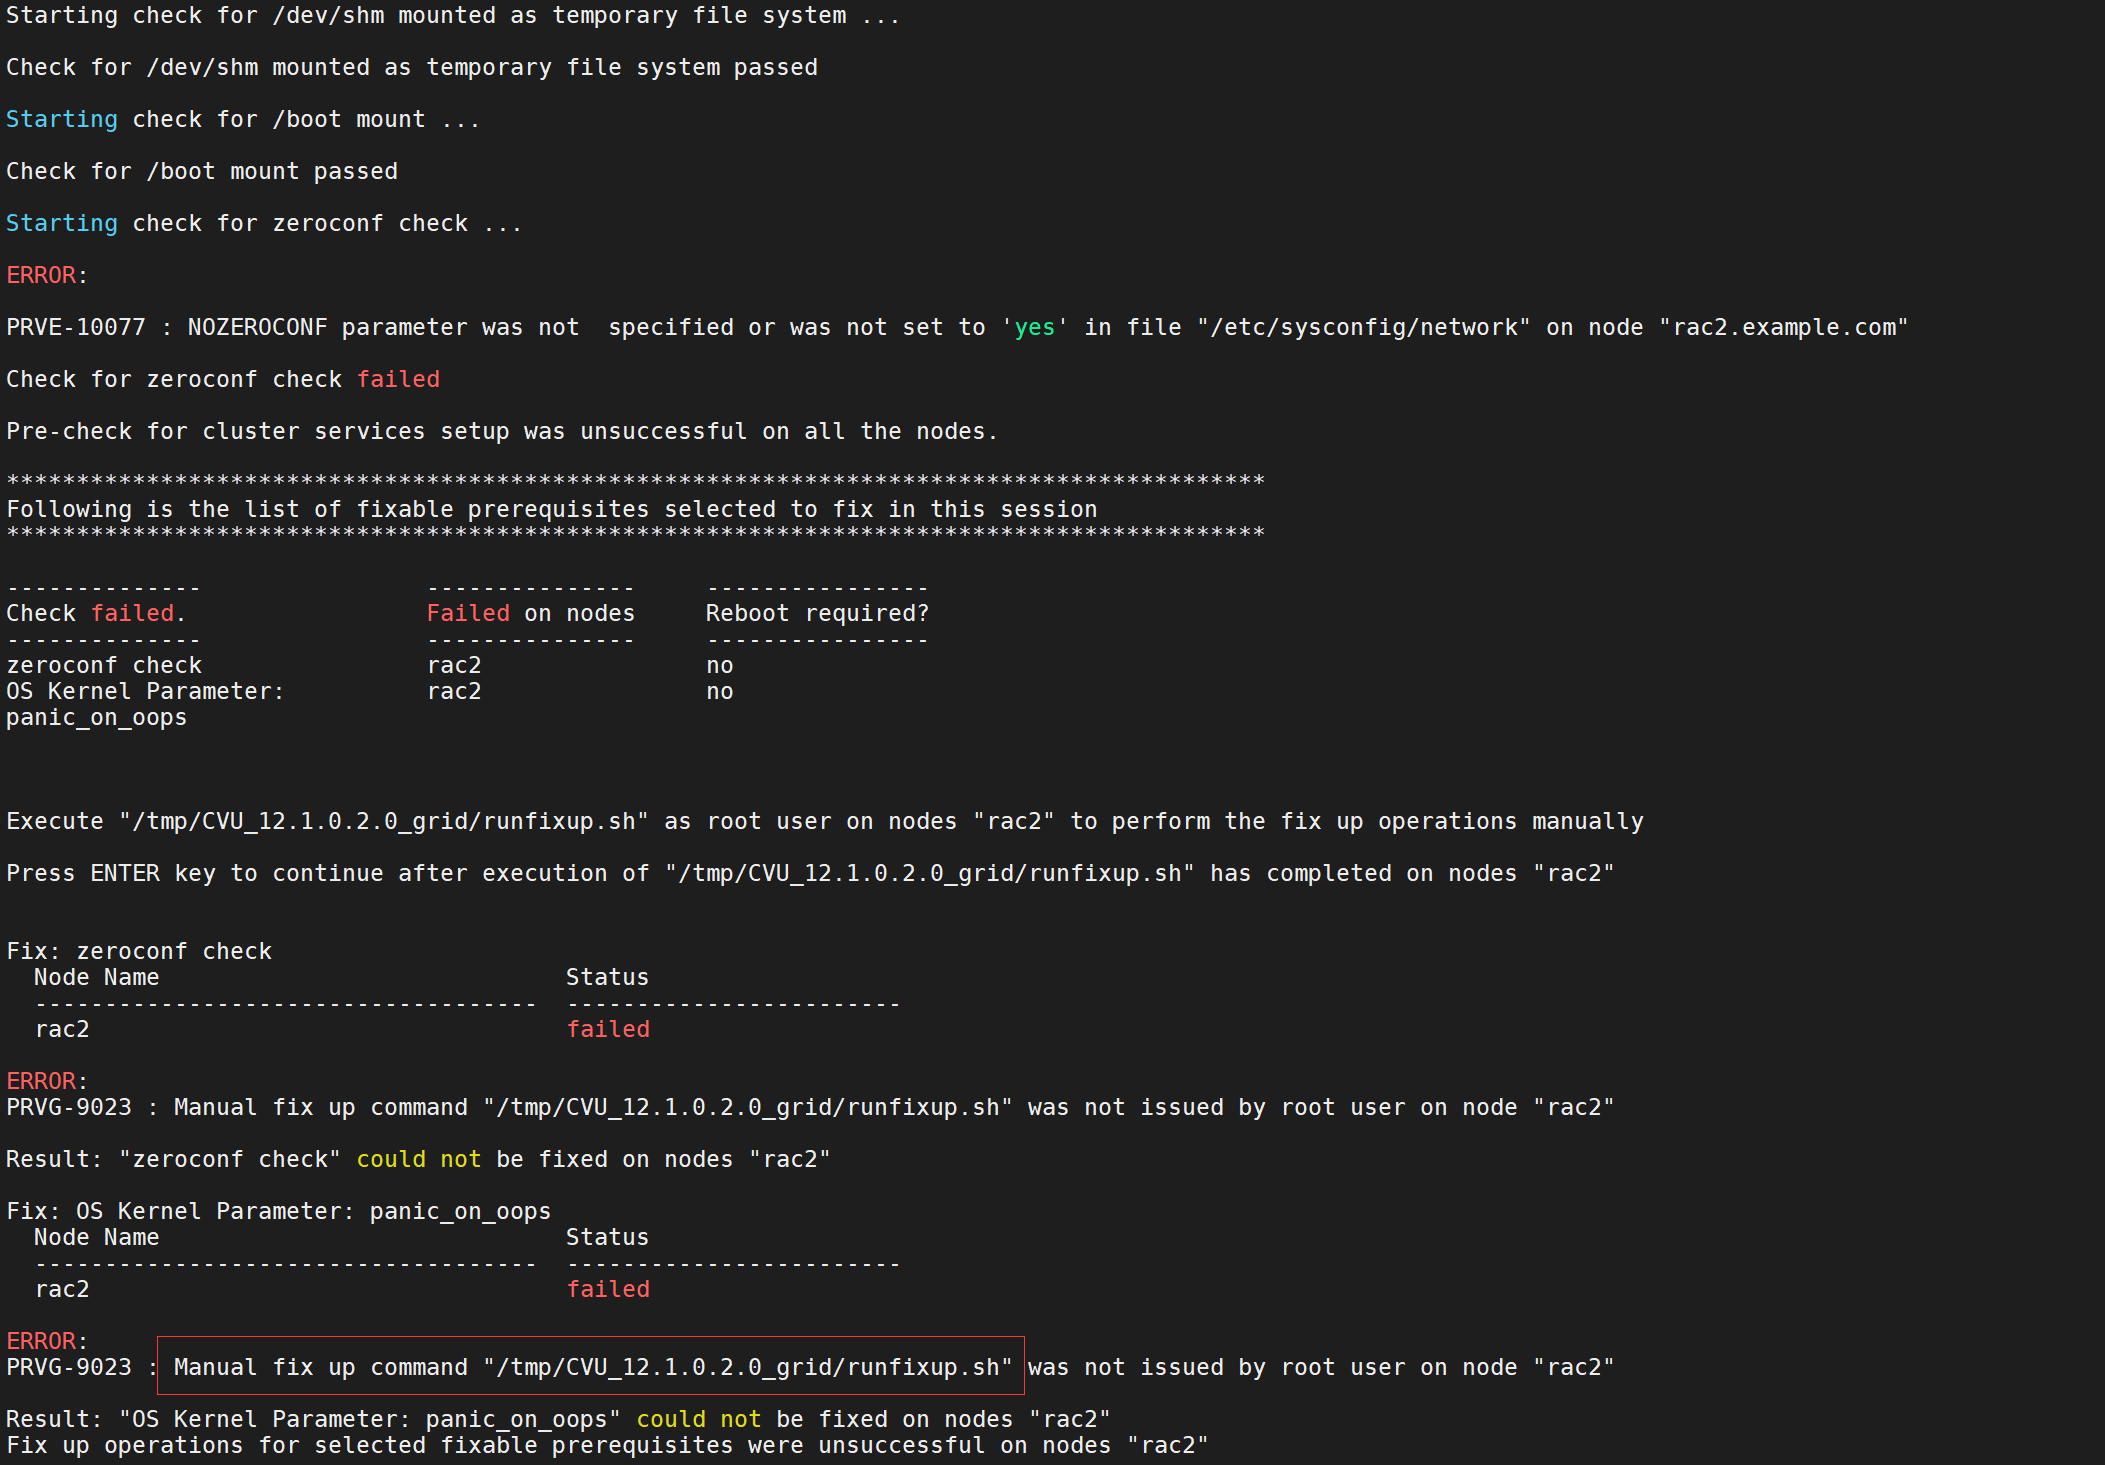 Starting check for /dev/shm mounted as temporary file system ...
Check for /dev/shm mounted as temporary file system passed
Starting check for /boot mount ...
Check for /boot mount passed
Starting check for zeroconf check ...
ERROR:
PRVE-10077 : NOZEROCONF parameter was not  specified or was not set to 'yes' in file "/etc/sysconfig/network" on node "rac2.example.com"
Check for zeroconf check failed
Pre-check for cluster services setup was unsuccessful on all the nodes.
******************************************************************************************
Following is the list of fixable prerequisites selected to fix in this session
******************************************************************************************
--------------                ---------------     ----------------
Check failed.                 Failed on nodes     Reboot required?
--------------                ---------------     ----------------
zeroconf check                rac2                no
OS Kernel Parameter:          rac2                no
panic_on_oops
Execute "/tmp/CVU_12.1.0.2.0_grid/runfixup.sh" as root user on nodes "rac2" to perform the fix up operations manually
Press ENTER key to continue after execution of "/tmp/CVU_12.1.0.2.0_grid/runfixup.sh" has completed on nodes "rac2"
Fix: zeroconf check
  Node Name                             Status
  ------------------------------------  ------------------------
  rac2                                  failed
ERROR:
PRVG-9023 : Manual fix up command "/tmp/CVU_12.1.0.2.0_grid/runfixup.sh" was not issued by root user on node "rac2"
Result: "zeroconf check" could not be fixed on nodes "rac2"
Fix: OS Kernel Parameter: panic_on_oops
  Node Name                             Status
  ------------------------------------  ------------------------
  rac2                                  failed
ERROR:
PRVG-9023 : Manual fix up command "/tmp/CVU_12.1.0.2.0_grid/runfixup.sh" was not issued by root user on node "rac2"
Result: "OS Kernel Parameter: panic_on_oops" could not be fixed on nodes "rac2"
Fix up operations for selected fixable prerequisites were unsuccessful on nodes "rac2"